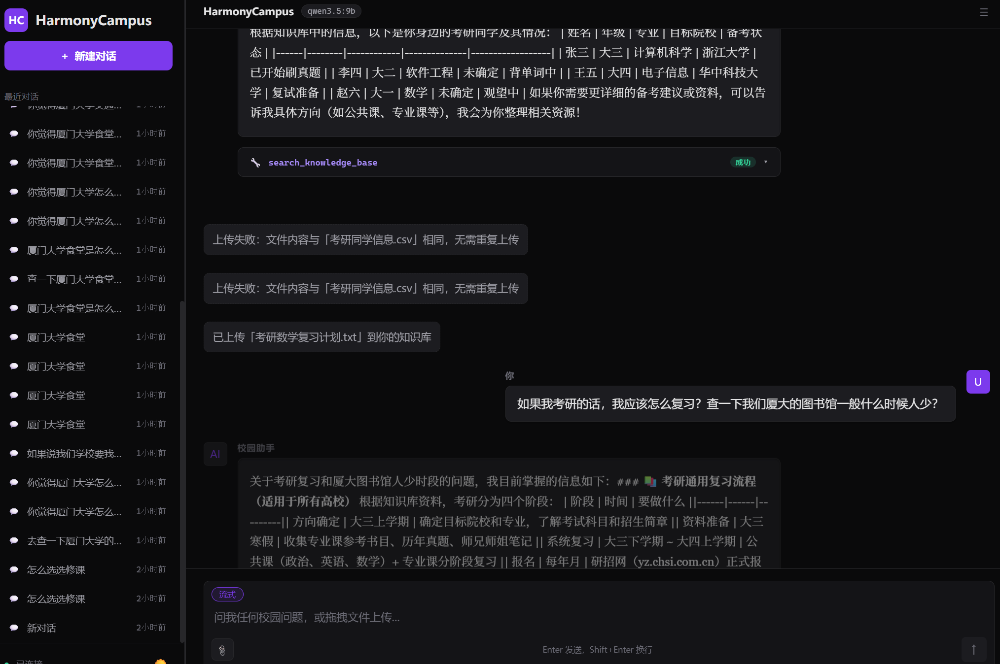 HC HarmonyCampus
+ 新建对话
最近对话
你觉得厦门大学食堂... 1小时前
你觉得厦门大学食堂... 1小时前
你觉得厦门大学怎么... 1小时前
你觉得厦门大学怎么... 1小时前
厦门大学食堂是怎么... 1小时前
查一下厦门大学食堂... 1小时前
厦门大学食堂是怎么... 1小时前
厦门大学食堂 1小时前
厦门大学食堂 1小时前
厦门大学食堂 1小时前
厦门大学食堂 1小时前
如果说我们学校要我... 1小时前
你觉得厦门大学怎么... 1小时前
你觉得厦门大学怎么... 1小时前
去查一下厦门大学的... 1小时前
怎么选选修课 2小时前
怎么选选修课 2小时前
新对话 2小时前
已连接
HarmonyCampus qwen3.5:9b
根据知识库中的信息，以下是你身边的考研同学及其情况： | 姓名 | 年级 | 专业 | 目标院校 | 备考状
态 | |------|--------|------------|--------------|------------------| | 张三 | 大三 | 计算机科学 | 浙江大学 |
已开始刷真题 | | 李四 | 大二 | 软件工程 | 未确定 | 背单词中 | | 王五 | 大四 | 电子信息 | 华中科技大
学 | 复试准备 | | 赵六 | 大一 | 数学 | 未确定 | 观望中 | 如果你需要更详细的备考建议或资料，可以告
诉我具体方向（如公共课、专业课等），我会为你整理相关资源！
search_knowledge_base 成功
上传失败：文件内容与「考研同学信息.csv」相同，无需重复上传
上传失败：文件内容与「考研同学信息.csv」相同，无需重复上传
已上传「考研数学复习计划.txt」到你的知识库
你
U
如果我考研的话，我应该怎么复习？查一下我们厦大的图书馆一般什么时候人少？
AI 校园助手
关于考研复习和厦大图书馆人少时段的问题，我目前掌握的信息如下：### 📚 考研通用复习流程
（适用于所有高校） 根据知识库资料，考研分为四个阶段： | 阶段 | 时间 | 要做什么 ||------|------|--
-------|| 方向确定 | 大三上学期 | 确定目标院校和专业，了解考试科目和招生简章 || 资料准备 | 大三
寒假 | 收集专业课参考书目、历年真题、师兄师姐笔记 || 系统复习 | 大三下学期 ~ 大四上学期 | 公
共课（政治、英语、数学）+ 专业课分阶段复习 || 报名 | 每年月 | 研招网（yz.chsi.com.cn）正式报
流式
问我任何校园问题，或拖拽文件上传...
Enter 发送，Shift+Enter 换行